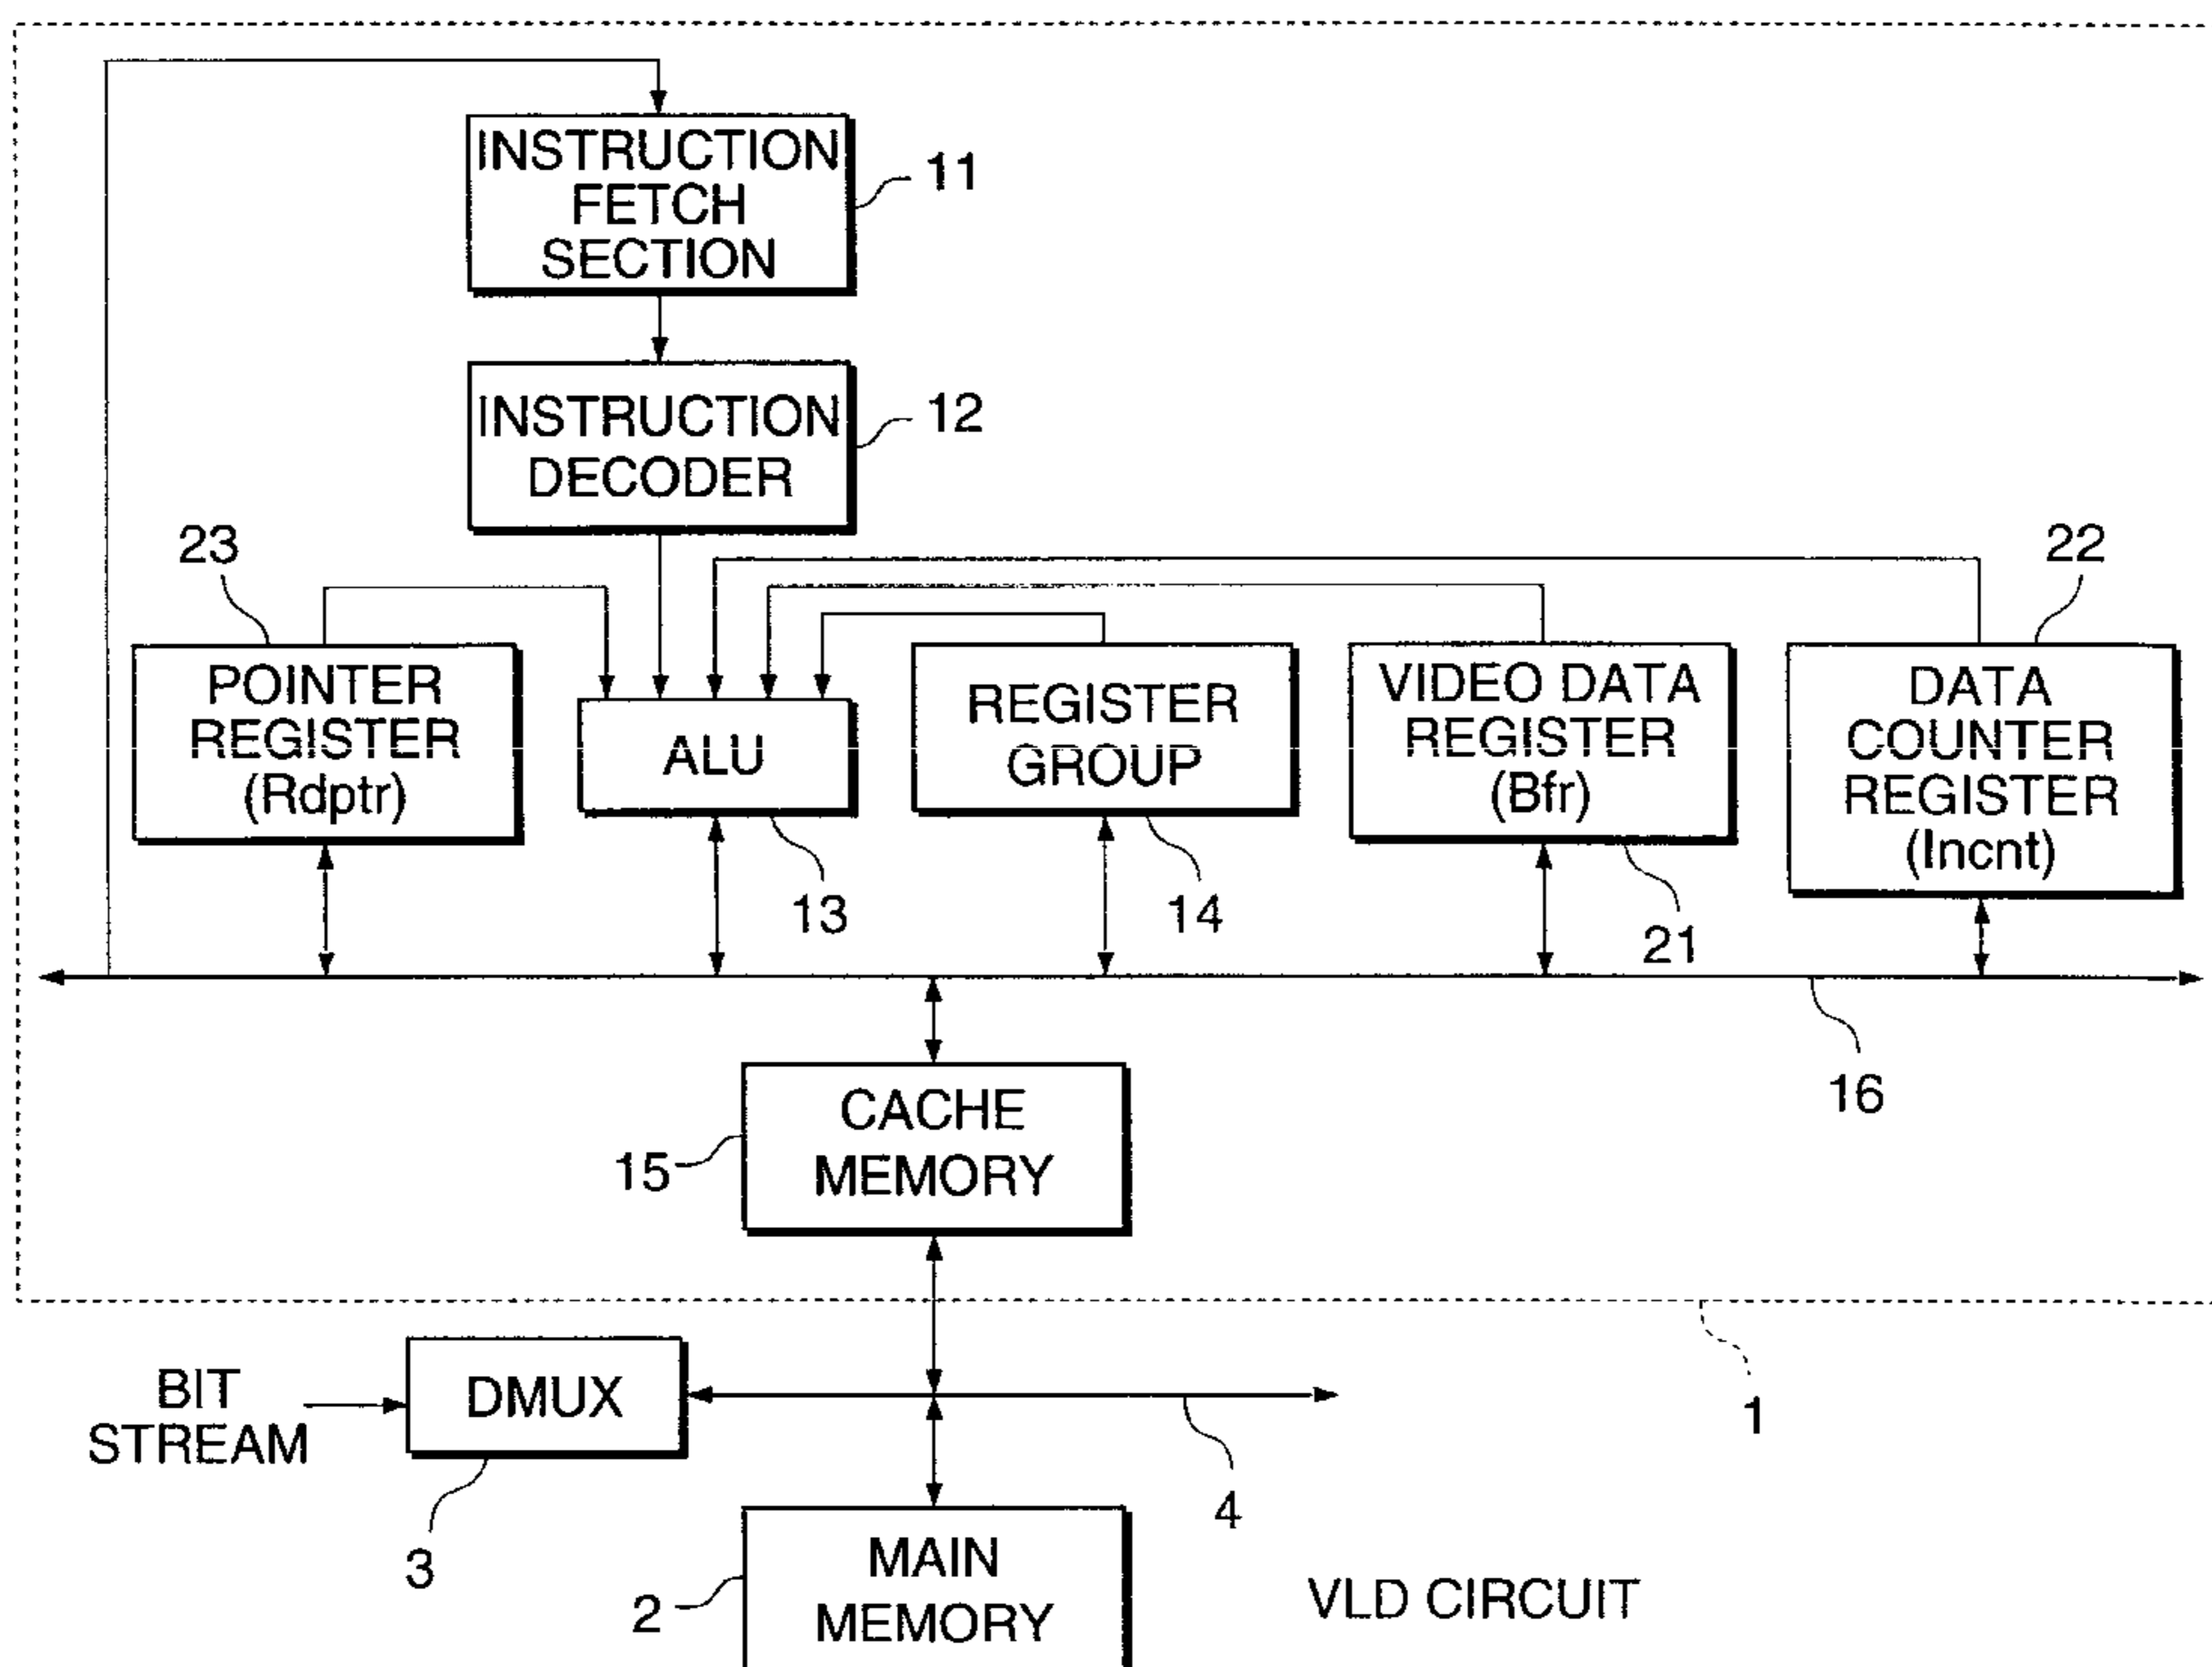 INSTRUCTION
FETCH
SECTION
11
INSTRUCTION
DECODER
12
23
22
POINTER
REGISTER
(Rdptr)
ALU
REGISTER
GROUP
VIDEO DATA
REGISTER
(Bfr)
DATA
COUNTER
REGISTER
(Incnt)
13
14
21
16
CACHE
MEMORY
15
BIT
STREAM
DMUX
1
3
4
MAIN
MEMORY
2
VLD CIRCUIT